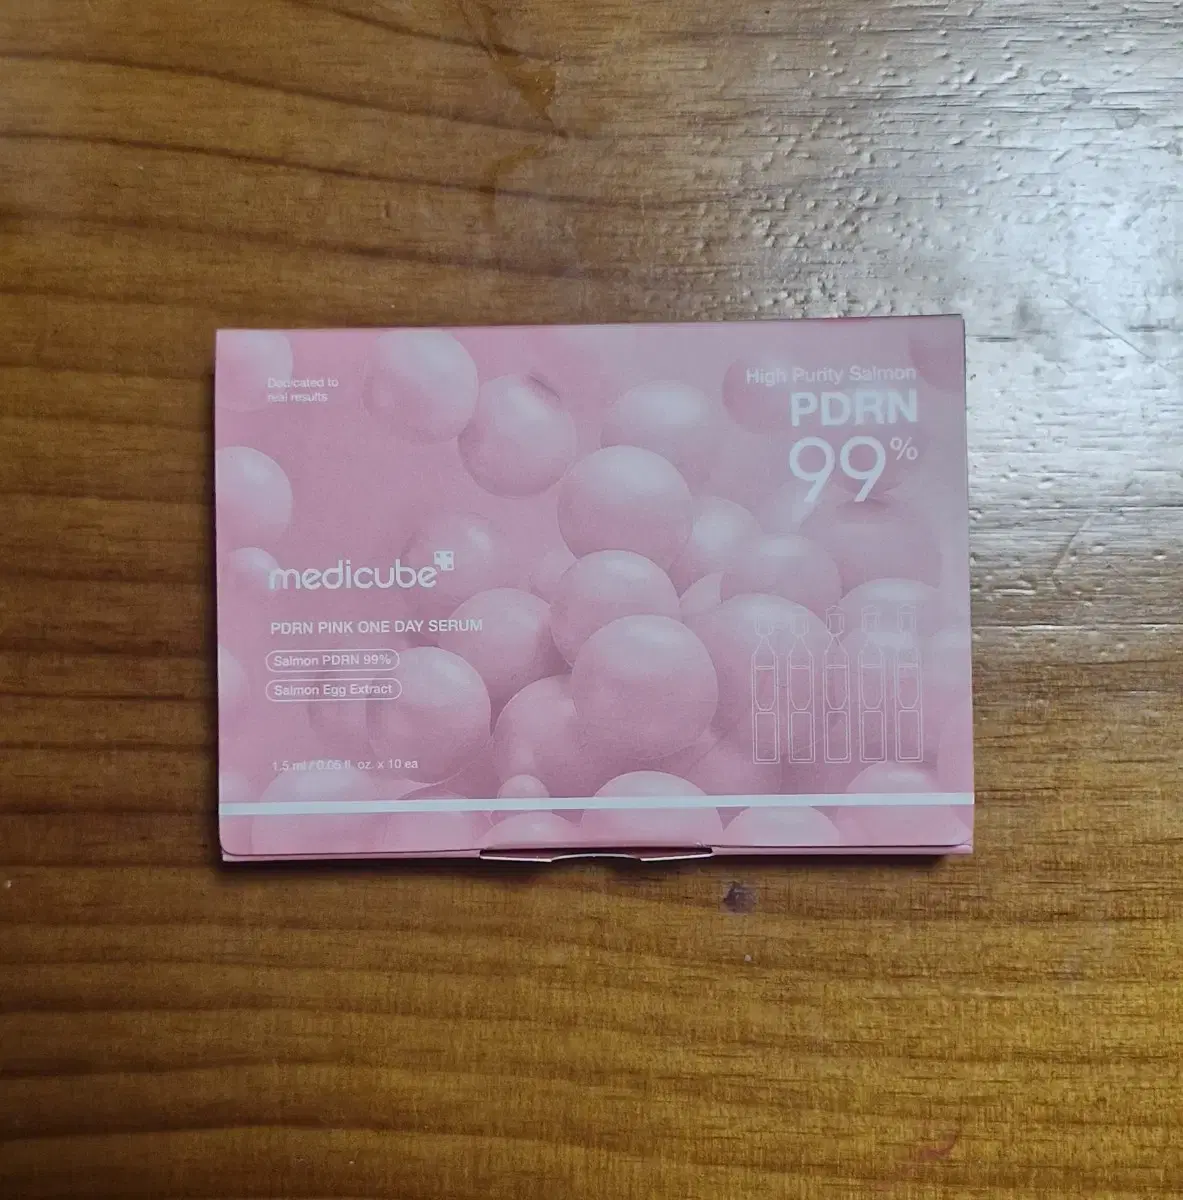 Dedicated to
real results
High Purity Salmon
PDRN
99%
medicube
PDRN PINK ONE DAY SERUM
Salmon PDRN 99%
Salmon Egg Extract
1.5 ml / 0.05 fl. oz. x 10 ea